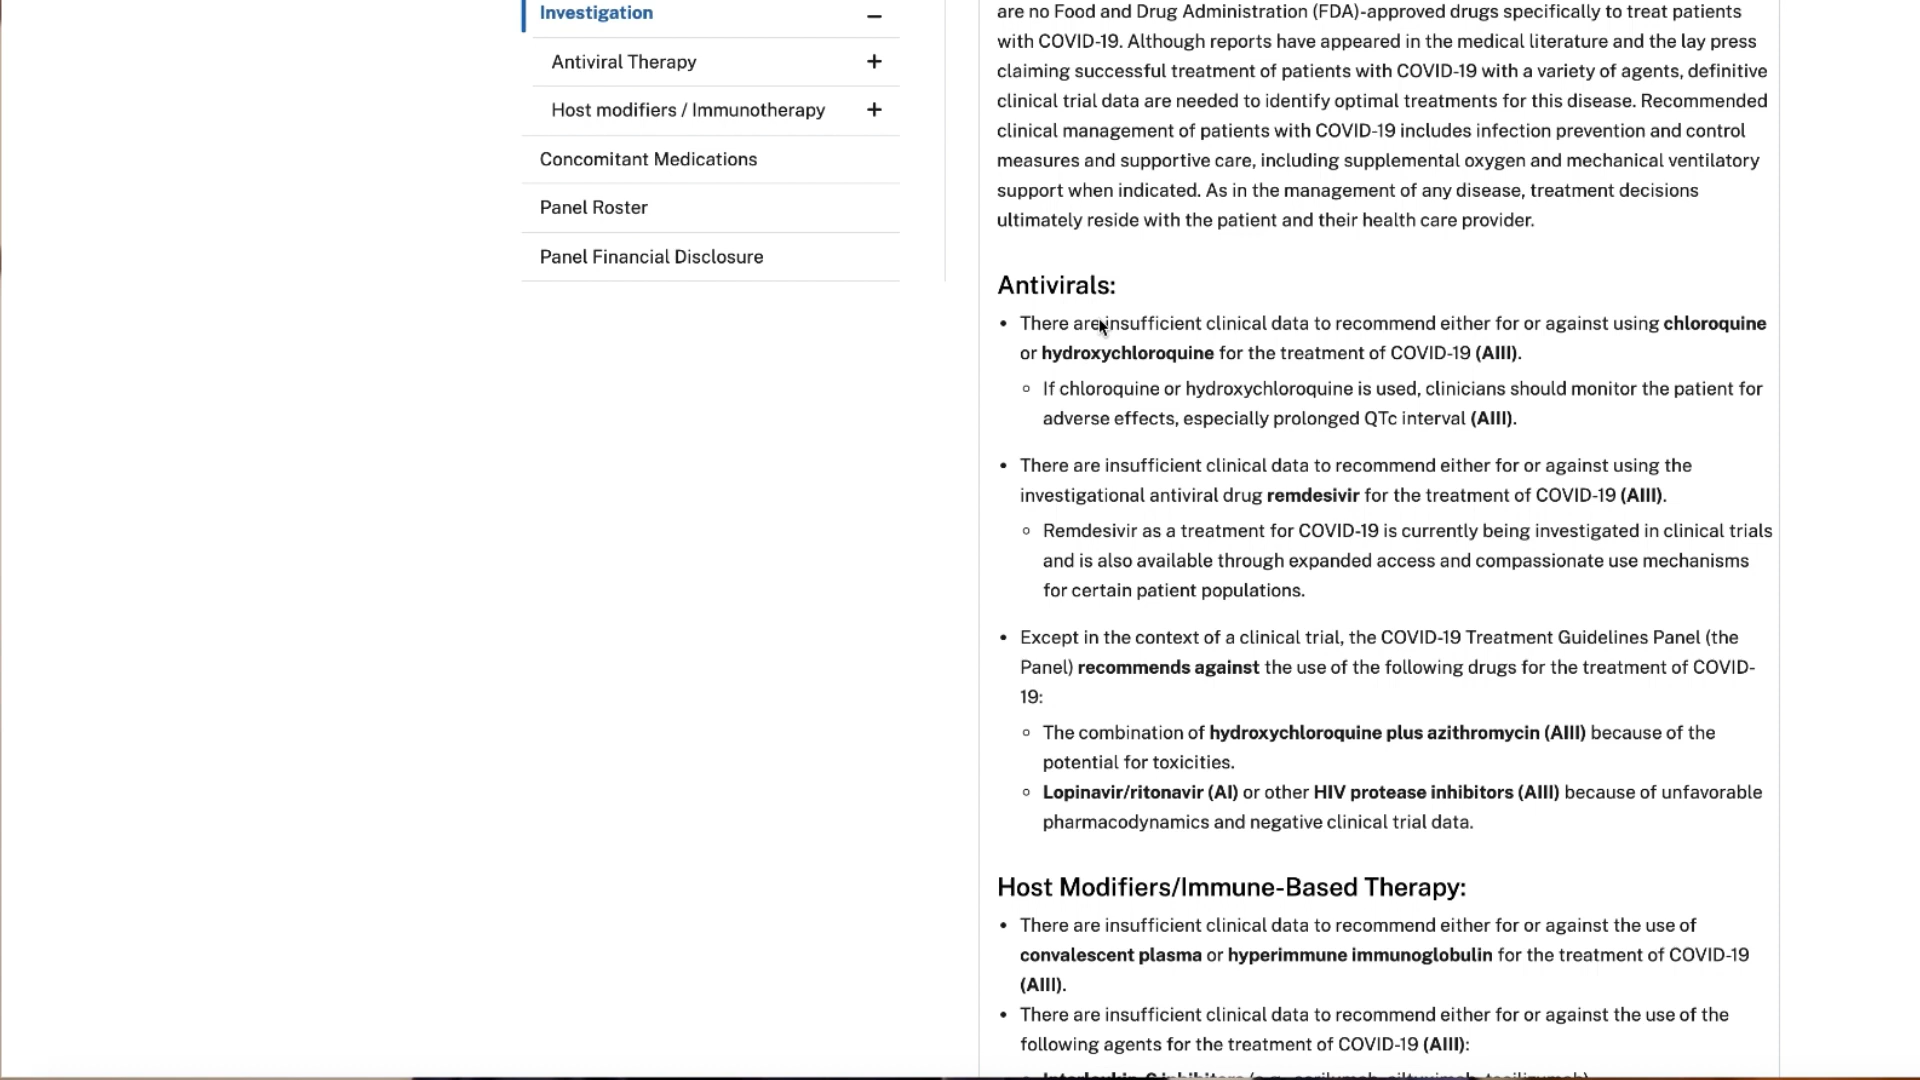 Investigation
Antiviral Therapy
Host modifiers / Immunotherapy
Concomitant Medications
Panel Roster
Panel Financial Disclosure
are no Food and Drug Administration (FDA)-approved drugs specifically to treat patients
with COVID-19. Although reports have appeared in the medical literature and the lay press
claiming successful treatment of patients with COVID-19 with a variety of agents, definitive
clinical trial data are needed to identify optimal treatments for this disease. Recommended
clinical management of patients with COVID-19 includes infection prevention and control
measures and supportive care, including supplemental oxygen and mechanical ventilatory
support when indicated. As in the management of any disease, treatment decisions
ultimately reside with the patient and their health care provider.
Antivirals:
• There are insufficient clinical data to recommend either for or against using chloroquine
or hydroxychloroquine for the treatment of COVID-19 (AIII).
◦ If chloroquine or hydroxychloroquine is used, clinicians should monitor the patient for
adverse effects, especially prolonged QTc interval (AIII).
• There are insufficient clinical data to recommend either for or against using the
investigational antiviral drug remdesivir for the treatment of COVID-19 (AIII).
◦ Remdesivir as a treatment for COVID-19 is currently being investigated in clinical trials
and is also available through expanded access and compassionate use mechanisms
for certain patient populations.
• Except in the context of a clinical trial, the COVID-19 Treatment Guidelines Panel (the
Panel) recommends against the use of the following drugs for the treatment of COVID-
19:
◦ The combination of hydroxychloroquine plus azithromycin (AIII) because of the
potential for toxicities.
◦ Lopinavir/ritonavir (AI) or other HIV protease inhibitors (AIII) because of unfavorable
pharmacodynamics and negative clinical trial data.
Host Modifiers/Immune-Based Therapy:
• There are insufficient clinical data to recommend either for or against the use of
convalescent plasma or hyperimmune immunoglobulin for the treatment of COVID-19
(AIII).
• There are insufficient clinical data to recommend either for or against the use of the
following agents for the treatment of COVID-19 (AIII):